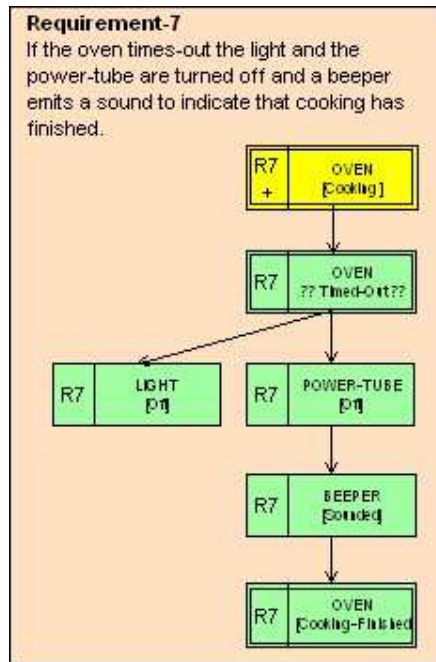 Requirement-7
If the oven times-out the light and the
power-tube are turned off and a beeper
emits a sound to indicate that cooking has
finished.
R7
+
OVEN
[Cooking]
R7
OVEN
?? Timed-Out ??
R7
LIGHT
[Off]
R7
POWER-TUBE
[Off]
R7
BEEPER
[Sounded]
R7
OVEN
[Cooking-Finished